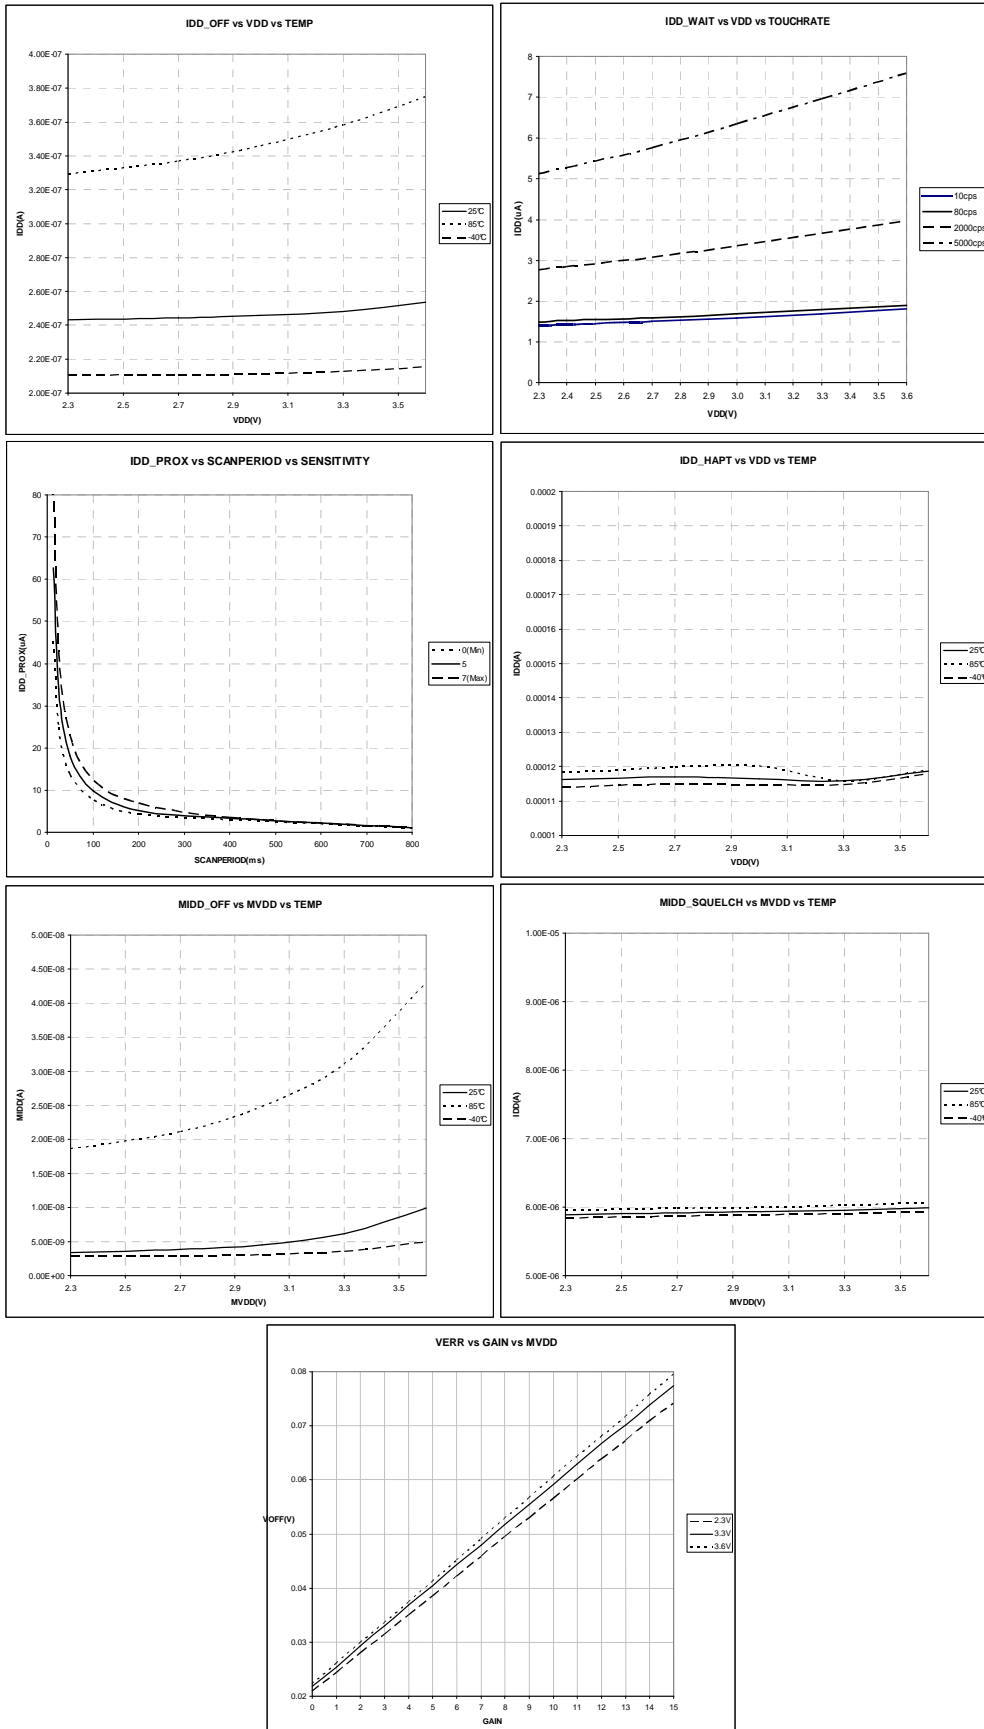 IDD_OFF vs VDD vs TEMP
4.00E-07
3.80E-07
3.60E-07
3.40E-07
3.20E-07
3.00E-07
2.80E-07
2.60E-07
2.40E-07
2.20E-07
2.00E-07
IDD(A)
2.3 2.5 2.7 2.9 3.1 3.3 3.5
VDD(V)
25℃
85℃
-40℃
IDD_WAIT vs VDD vs TOUCHRATE
8
7
6
5
4
3
2
1
0
IDD(uA)
2.3 2.4 2.5 2.6 2.7 2.8 2.9 3.0 3.1 3.2 3.3 3.4 3.5 3.6
VDD(V)
10cps
80cps
2000cps
5000cps
IDD_PROX vs SCANPERIOD vs SENSITIVITY
80
70
60
50
40
30
20
10
0
IDD_PROX(uA)
0 100 200 300 400 500 600 700 800
SCANPERIOD(ms)
0(Min)
5
7(Max)
IDD_HAPT vs VDD vs TEMP
0.0002
0.00019
0.00018
0.00017
0.00016
0.00015
0.00014
0.00013
0.00012
0.00011
0.0001
IDD(A)
2.3 2.5 2.7 2.9 3.1 3.3 3.5
VDD(V)
25℃
85℃
-40℃
MIDD_OFF vs MVDD vs TEMP
5.00E-08
4.50E-08
4.00E-08
3.50E-08
3.00E-08
2.50E-08
2.00E-08
1.50E-08
1.00E-08
5.00E-09
0.00E+00
MIDD(A)
2.3 2.5 2.7 2.9 3.1 3.3 3.5
MVDD(V)
25℃
85℃
-40℃
MIDD_SQUELCH vs MVDD vs TEMP
1.00E-05
9.00E-06
8.00E-06
7.00E-06
6.00E-06
5.00E-06
IDD(A)
2.3 2.5 2.7 2.9 3.1 3.3 3.5
MVDD(V)
25℃
85℃
-40℃
VERR vs GAIN vs MVDD
0.08
0.07
0.06
0.05
0.04
0.03
0.02
VOFF(V)
0 1 2 3 4 5 6 7 8 9 10 11 12 13 14 15
GAIN
2.3V
3.3V
3.6V